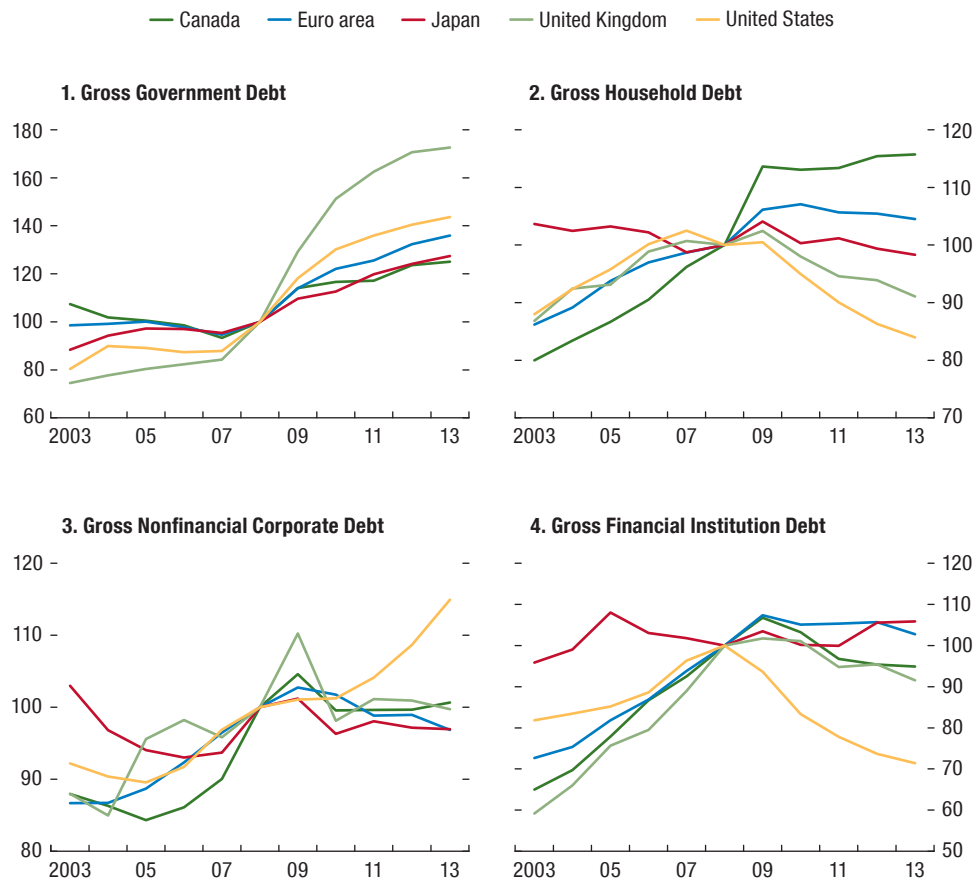 Canada Euro area Japan United Kingdom United States
1. Gross Government Debt
180
160
140
120
100
80
60
2003 05 07 09 11 13
2. Gross Household Debt
120
110
100
90
80
70
2003 05 07 09 11 13
3. Gross Nonfinancial Corporate Debt
120
110
100
90
80
2003 05 07 09 11 13
4. Gross Financial Institution Debt
120
110
100
90
80
70
60
50
2003 05 07 09 11 13